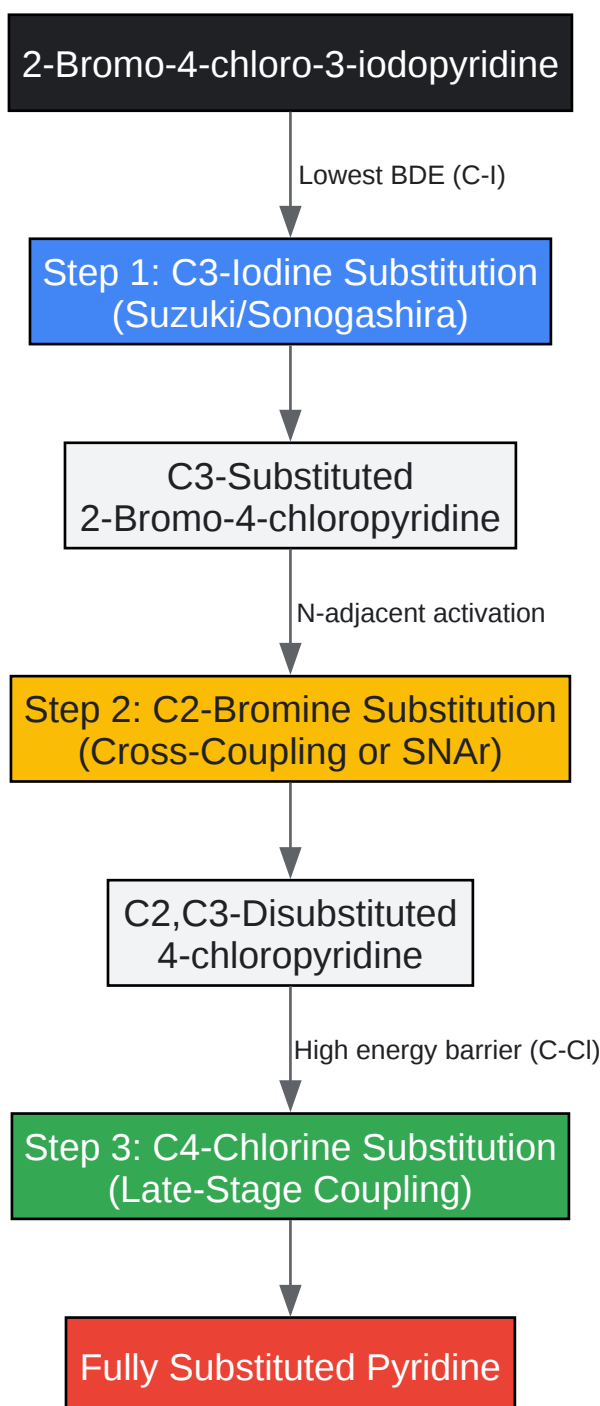 2-Bromo-4-chloro-3-iodopyridine
Lowest BDE (C-I)
Step 1: C3-Iodine Substitution
(Suzuki/Sonogashira)
C3-Substituted
2-Bromo-4-chloropyridine
N-adjacent activation
Step 2: C2-Bromine Substitution
(Cross-Coupling or SNAr)
C2,C3-Disubstituted
4-chloropyridine
High energy barrier (C-Cl)
Step 3: C4-Chlorine Substitution
(Late-Stage Coupling)
Fully Substituted Pyridine